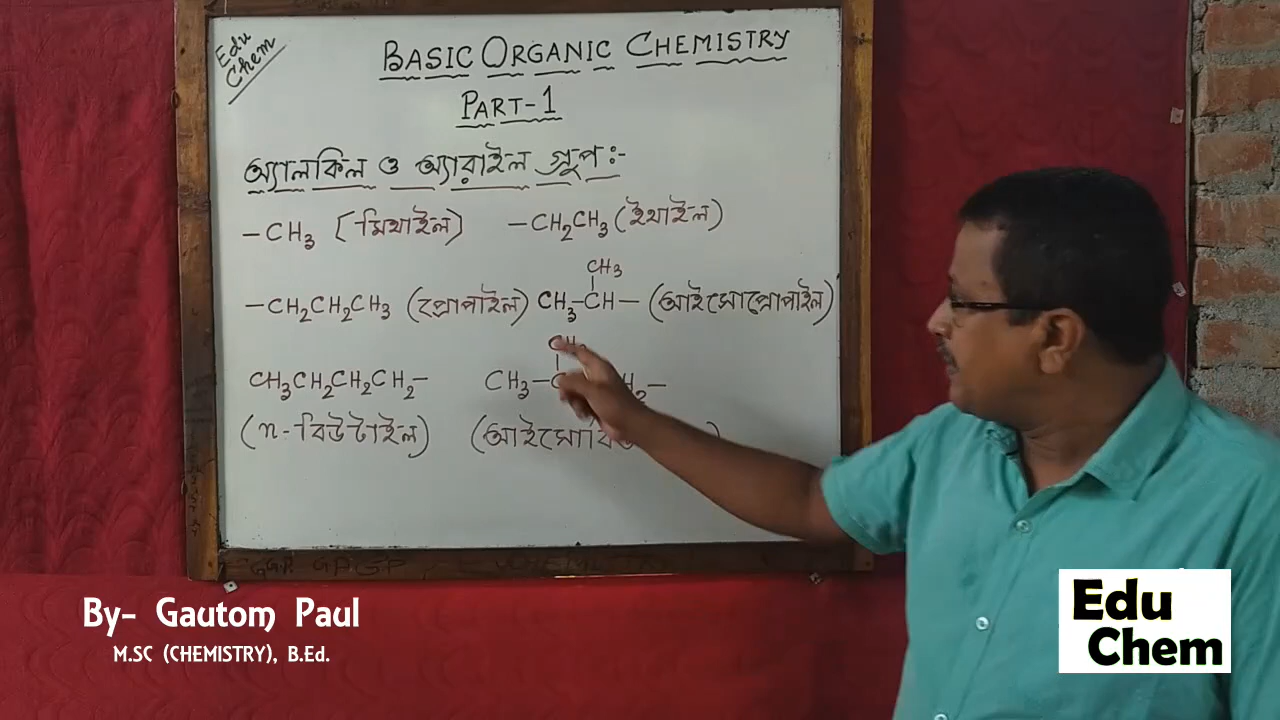 Edu
Chem
BASIC ORGANIC CHEMISTRY
PART-1
অ্যালকিল ও অ্যারাইল গ্রুপ:-
—CH₃ (মিথাইল) —CH₂CH₃ (ইথাইল)
CH₃
—CH₂CH₂CH₃ (প্রোপাইল) CH₃—CH— (আইসোপ্রোপাইল)
CH₃CH₂CH₂CH₂— CH₃—
(n-বিউটাইল)
By- Gautom Paul
M.SC (CHEMISTRY), B.Ed.
Edu
Chem